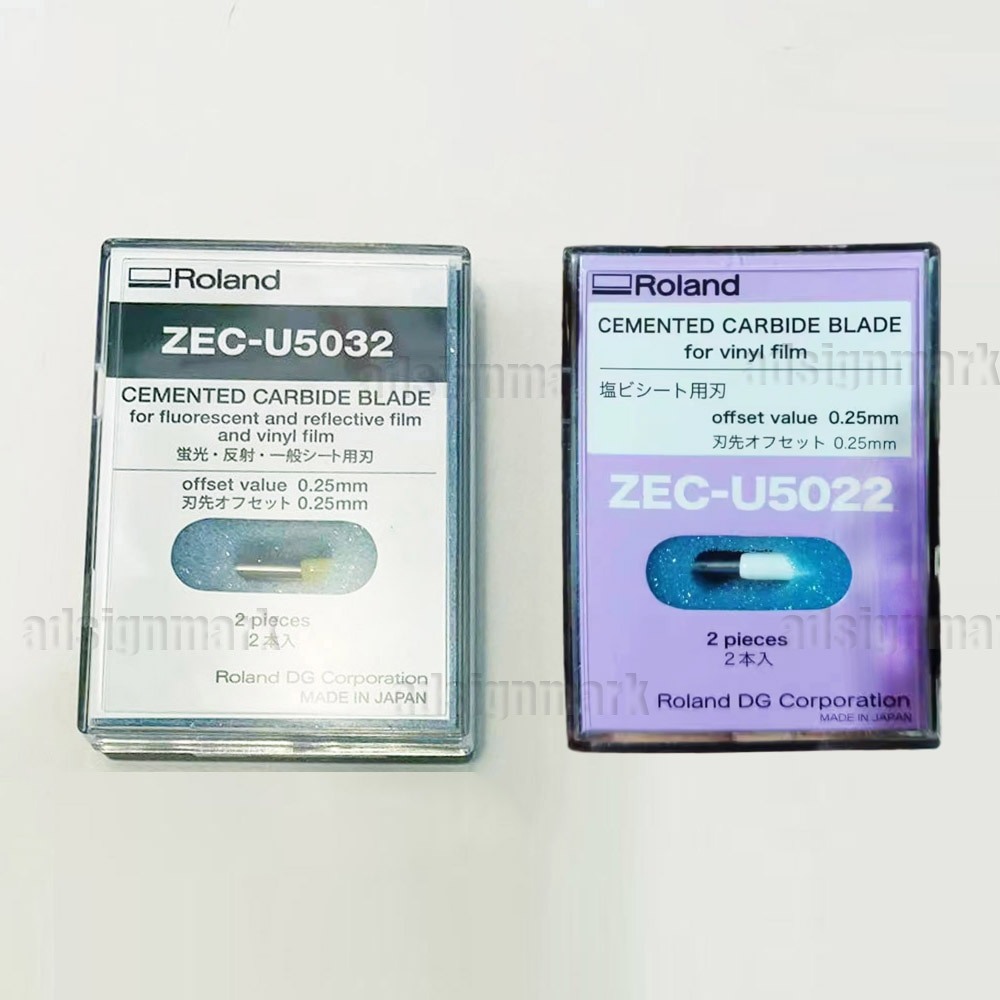 Roland
ZEC-U5032
CEMENTED CARBIDE BLADE
for fluorescent and reflective film
and vinyl film
蛍光・反射・一般シート用刃
offset value 0.25mm
刃先オフセット 0.25mm
2 pieces
2本入
Roland DG Corporation
MADE IN JAPAN
Roland
CEMENTED CARBIDE BLADE
for vinyl film
塩ビシート用刃
offset value 0.25mm
刃先オフセット 0.25mm
ZEC-U5022
2 pieces
2本入
Roland DG Corporation
MADE IN JAPAN
adsignmark
adsignmark
adsignmark
adsignmark
adsignmark